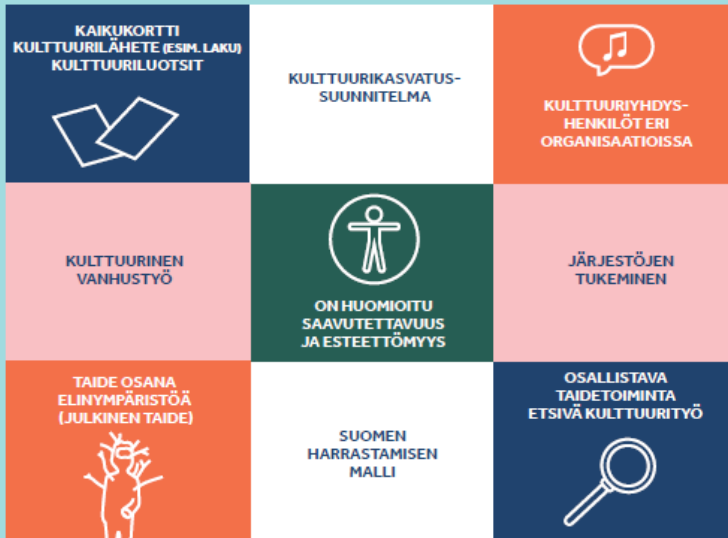 KAIKUKORTTI
KULTTUURILÄHETE (ESIM. LAKU)
KULTTUURILUOTSIT
KULTTUURIKASVATUS-
SUUNNITELMA
KULTTUURIYHDYS-
HENKILÖT ERI
ORGANISAATIOISSA
KULTTUURINEN
VANHUSTYÖ
ON HUOMIOITU
SAAVUTETTAVUUS
JA ESTEETTÖMYYS
JÄRJESTÖJEN
TUKEMINEN
TAIDE OSANA
ELINYMPÄRISTÖÄ
(JULKINEN TAIDE)
SUOMEN
HARRASTAMISEN
MALLI
OSALLISTAVA
TAIDETOIMINTA
ETSIVÄ KULTTUURITYÖ